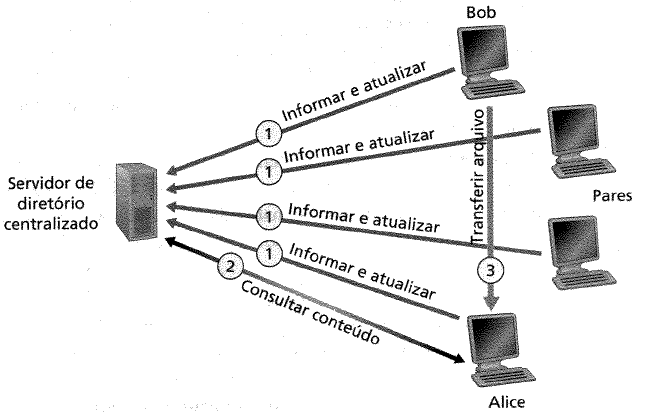 Bob
Informar e atualizar
1
Informar e atualizar
1
Transferir arquivo
Servidor de
diretório
centralizado
Pares
1
Informar e atualizar
1
Informar e atualizar
2
Consultar conteúdo
3
Alice